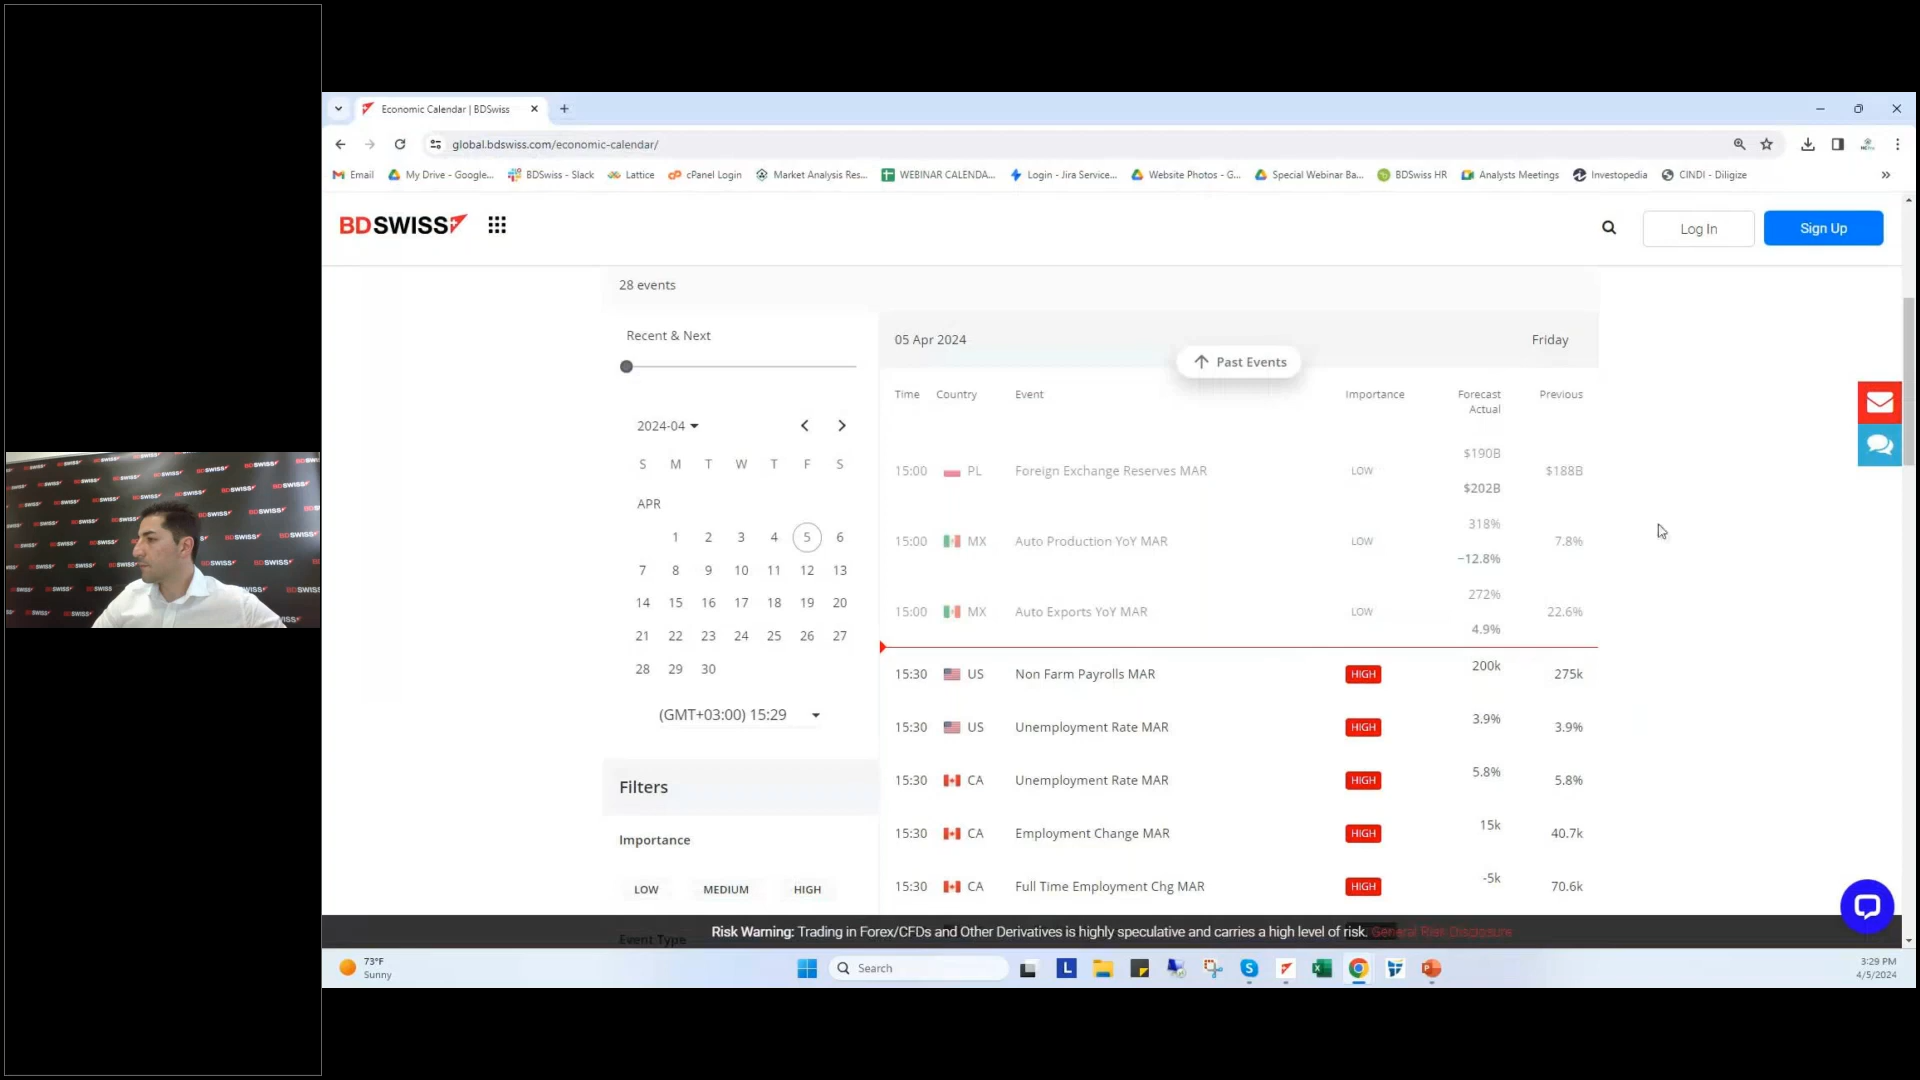 Economic Calendar | BDSwiss
global.bdswiss.com/economic-calendar/
Email
My Drive - Google...
BDSwiss - Slack
Lattice
cPanel Login
Market Analysis Res...
WEBINAR CALENDA...
Login - Jira Service...
Website Photos - G...
Special Webinar Ba...
BDSwiss HR
Analysts Meetings
Investopedia
CINDI - Diligize
BDSWISS
Log In
Sign Up
28 events
Recent & Next
05 Apr 2024 Friday
Past Events
Time Country Event Importance Forecast Actual Previous
2024-04
S M T W T F S
APR
1 2 3 4 5 6
7 8 9 10 11 12 13
14 15 16 17 18 19 20
21 22 23 24 25 26 27
28 29 30
(GMT+03:00) 15:29
15:00 PL Foreign Exchange Reserves MAR LOW $190B $202B $188B
15:00 MX Auto Production YoY MAR LOW 318% −12.8% 7.8%
15:00 MX Auto Exports YoY MAR LOW 272% 4.9% 22.6%
15:30 US Non Farm Payrolls MAR HIGH 200k 275k
15:30 US Unemployment Rate MAR HIGH 3.9% 3.9%
15:30 CA Unemployment Rate MAR HIGH 5.8% 5.8%
15:30 CA Employment Change MAR HIGH 15k 40.7k
15:30 CA Full Time Employment Chg MAR HIGH -5k 70.6k
Filters
Importance
LOW MEDIUM HIGH
Event Type
Risk Warning: Trading in Forex/CFDs and Other Derivatives is highly speculative and carries a high level of risk. General Risk Disclosure
73°F
Sunny
Search
3:29 PM
4/5/2024